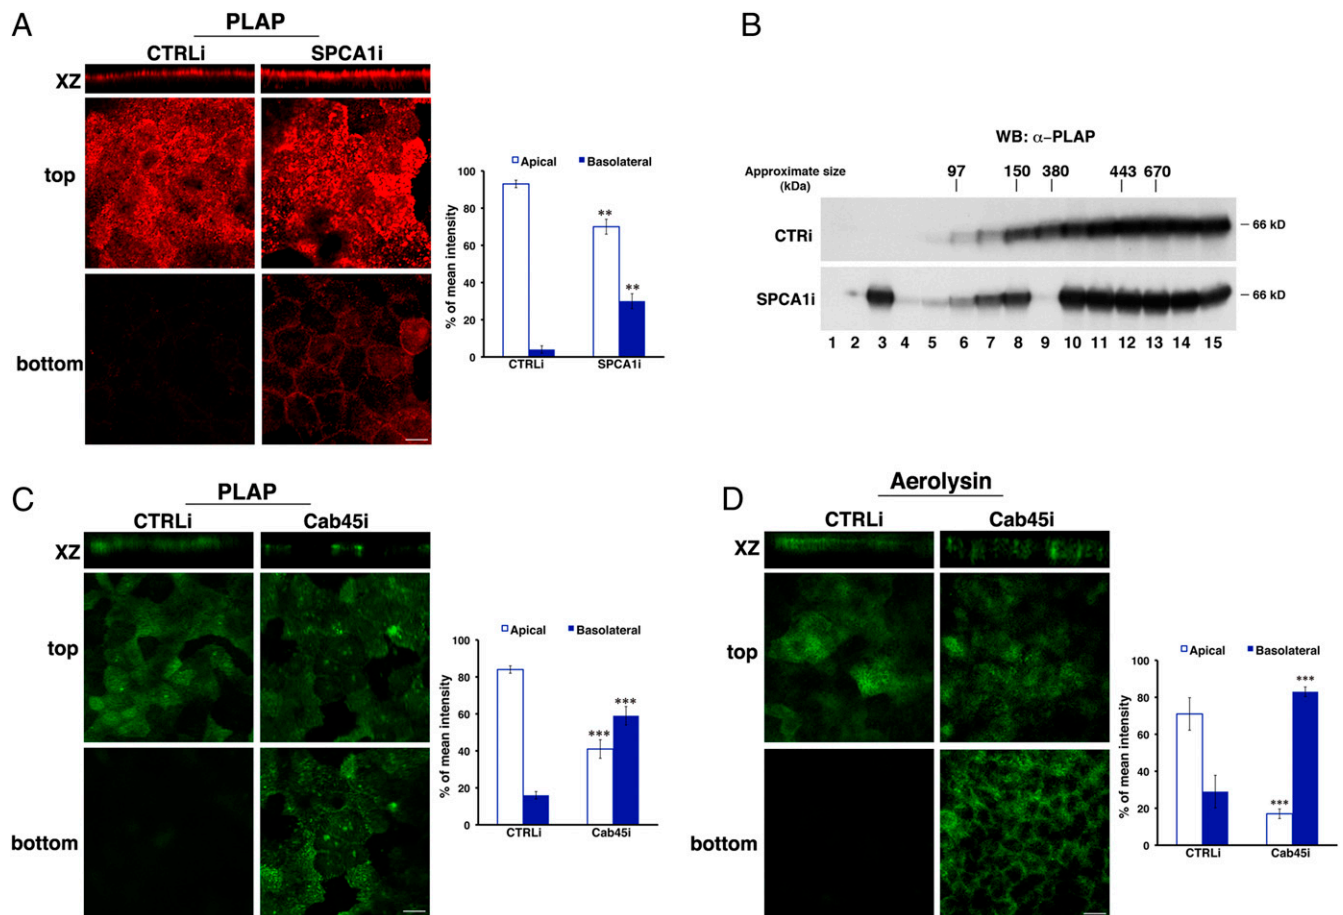 A
PLAP
CTRLi SPCA1i
XZ
top
bottom
Apical Basolateral
% of mean intensity
100
80
60
40
20
0
** **
CTRLi SPCA1i
B
WB: α-PLAP
Approximate size
(kDa)
97 150 380 443 670
CTRi
66 kD
SPCA1i
66 kD
1 2 3 4 5 6 7 8 9 10 11 12 13 14 15
C
PLAP
CTRLi Cab45i
XZ
top
bottom
Apical Basolateral
% of mean intensity
100
80
60
40
20
0
*** ***
CTRLi Cab45i
D
Aerolysin
CTRLi Cab45i
XZ
top
bottom
Apical Basolateral
% of mean intensity
100
80
60
40
20
0
*** ***
CTRLi Cab45i